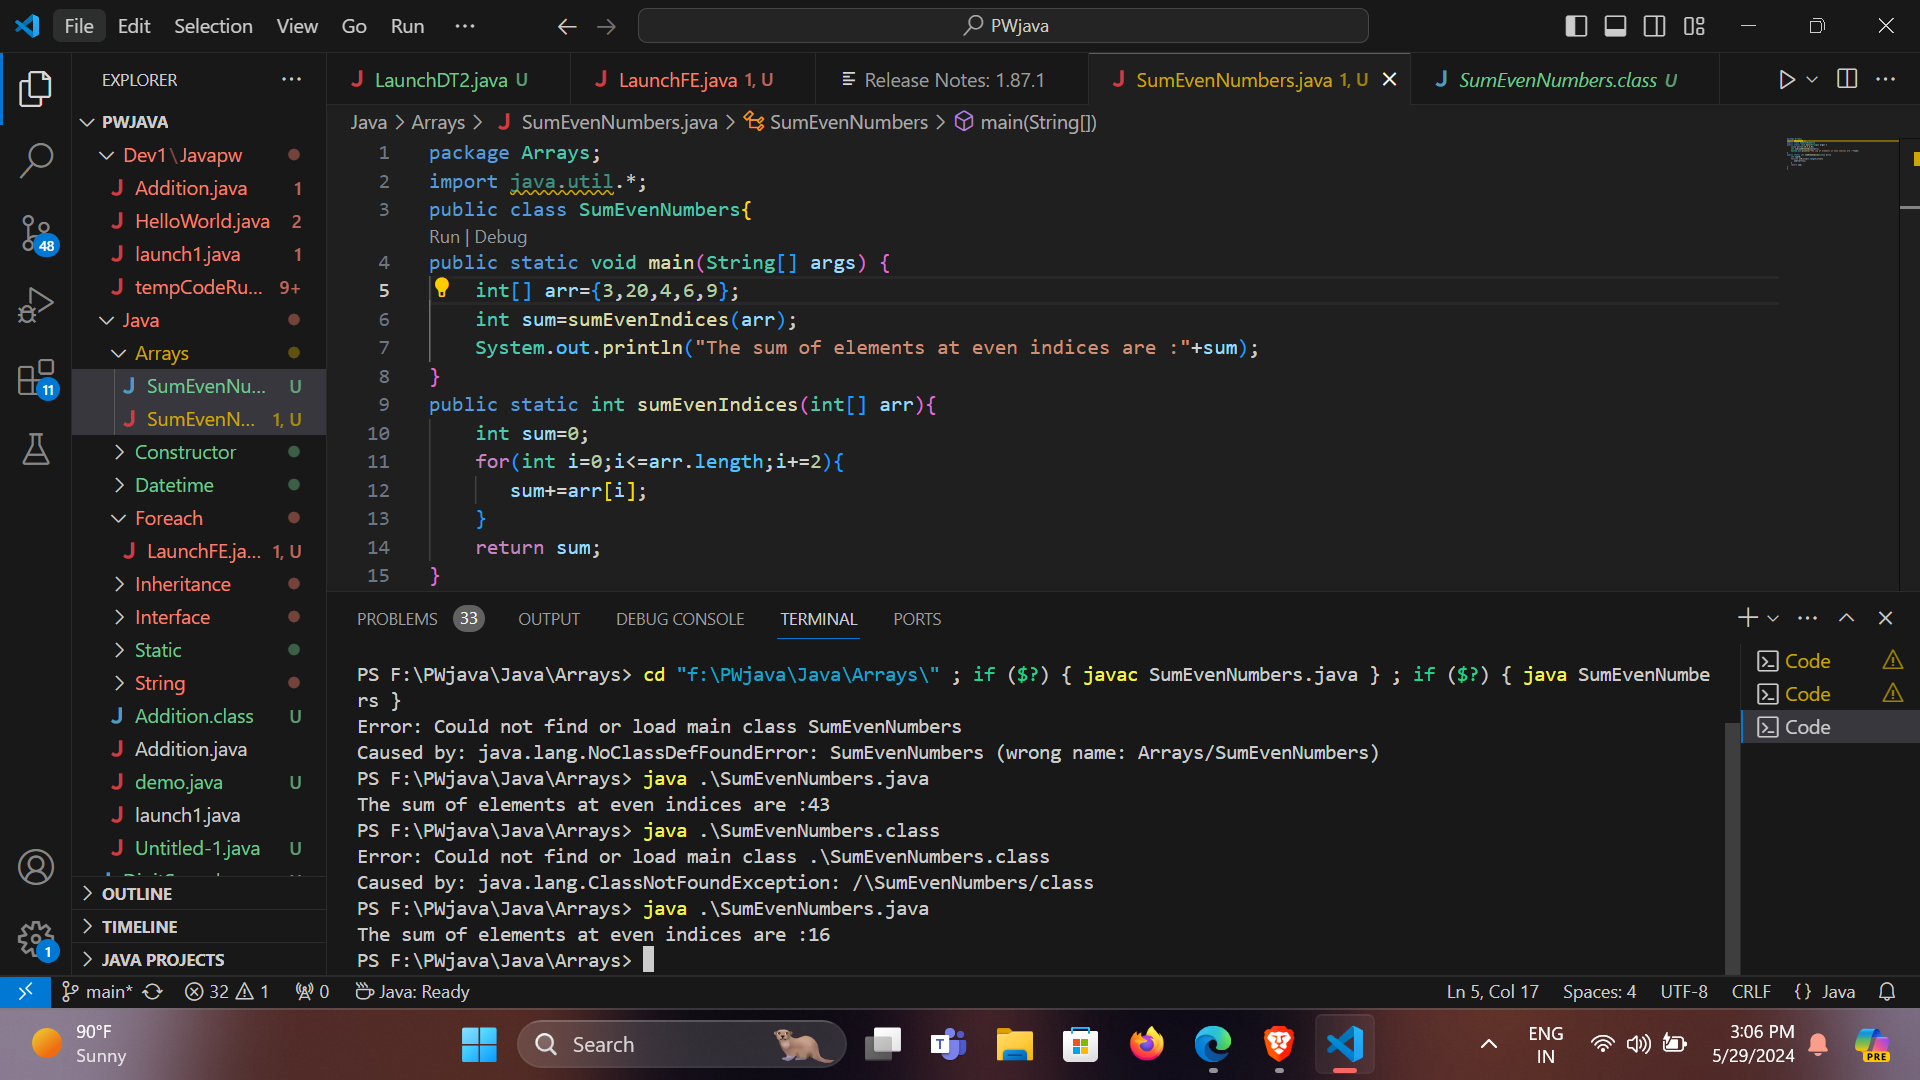 File Edit Selection View Go Run ··· PWjava
EXPLORER ···
PWJAVA
Dev1\Javapw
Addition.java 1
HelloWorld.java 2
launch1.java 1
tempCodeRu... 9+
Java
Arrays
SumEvenNu... U
SumEvenN... 1, U
Constructor
Datetime
Foreach
LaunchFE.ja... 1, U
Inheritance
Interface
Static
String
Addition.class U
Addition.java
demo.java U
launch1.java
Untitled-1.java U
OUTLINE
TIMELINE
JAVA PROJECTS
48
11
1
LaunchDT2.java U LaunchFE.java 1, U Release Notes: 1.87.1 SumEvenNumbers.java 1, U SumEvenNumbers.class U
Java > Arrays > SumEvenNumbers.java > SumEvenNumbers > main(String[])
1 package Arrays;
2 import java.util.*;
3 public class SumEvenNumbers{
Run | Debug
4 public static void main(String[] args) {
5 int[] arr={3,20,4,6,9};
6 int sum=sumEvenIndices(arr);
7 System.out.println("The sum of elements at even indices are :"+sum);
8 }
9 public static int sumEvenIndices(int[] arr){
10 int sum=0;
11 for(int i=0;i<=arr.length;i+=2){
12 sum+=arr[i];
13 }
14 return sum;
15 }
PROBLEMS 33 OUTPUT DEBUG CONSOLE TERMINAL PORTS
PS F:\PWjava\Java\Arrays> cd "f:\PWjava\Java\Arrays\" ; if ($?) { javac SumEvenNumbers.java } ; if ($?) { java SumEvenNumbe
rs }
Error: Could not find or load main class SumEvenNumbers
Caused by: java.lang.NoClassDefFoundError: SumEvenNumbers (wrong name: Arrays/SumEvenNumbers)
PS F:\PWjava\Java\Arrays> java .\SumEvenNumbers.java
The sum of elements at even indices are :43
PS F:\PWjava\Java\Arrays> java .\SumEvenNumbers.class
Error: Could not find or load main class .\SumEvenNumbers.class
Caused by: java.lang.ClassNotFoundException: /\SumEvenNumbers/class
PS F:\PWjava\Java\Arrays> java .\SumEvenNumbers.java
The sum of elements at even indices are :16
PS F:\PWjava\Java\Arrays>
Code
Code
Code
main* 32 1 0 Java: Ready Ln 5, Col 17 Spaces: 4 UTF-8 CRLF {} Java
90°F
Sunny
Search
ENG
IN
3:06 PM
5/29/2024
PRE